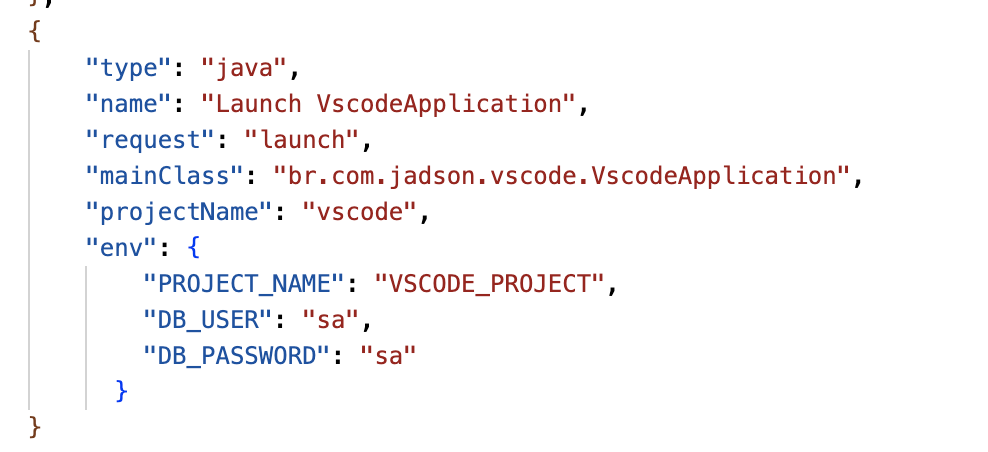 },
{
"type": "java",
"name": "Launch VscodeApplication",
"request": "launch",
"mainClass": "br.com.jadson.vscode.VscodeApplication",
"projectName": "vscode",
"env": {
"PROJECT_NAME": "VSCODE_PROJECT",
"DB_USER": "sa",
"DB_PASSWORD": "sa"
}
}